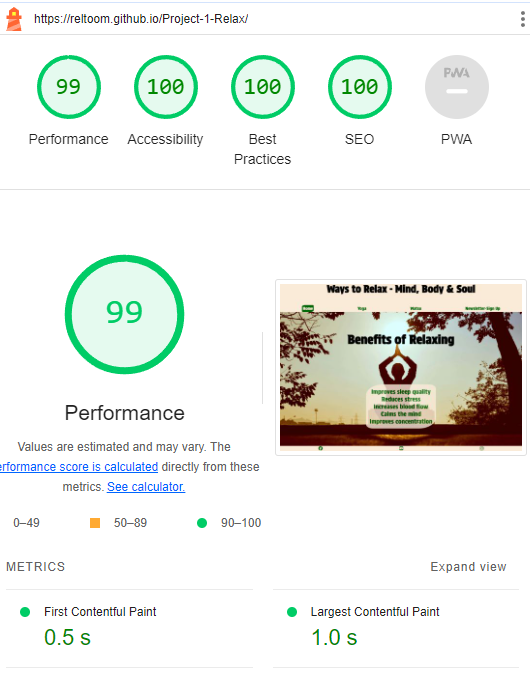 https://reltoom.github.io/Project-1-Relax/
99
100
100
100
PWA
Performance
Accessibility
Best
Practices
SEO
PWA
99
Performance
Values are estimated and may vary. The
erformance score is calculated directly from these
metrics. See calculator.
0–49
50–89
90–100
Ways to Relax - Mind, Body & Soul
Home
Yoga
Newsletter Sign Up
Benefits of Relaxing
Improves sleep quality
Reduces stress
Increases blood flow
Calms the mind
Improves concentration
METRICS
Expand view
First Contentful Paint
0.5 s
Largest Contentful Paint
1.0 s